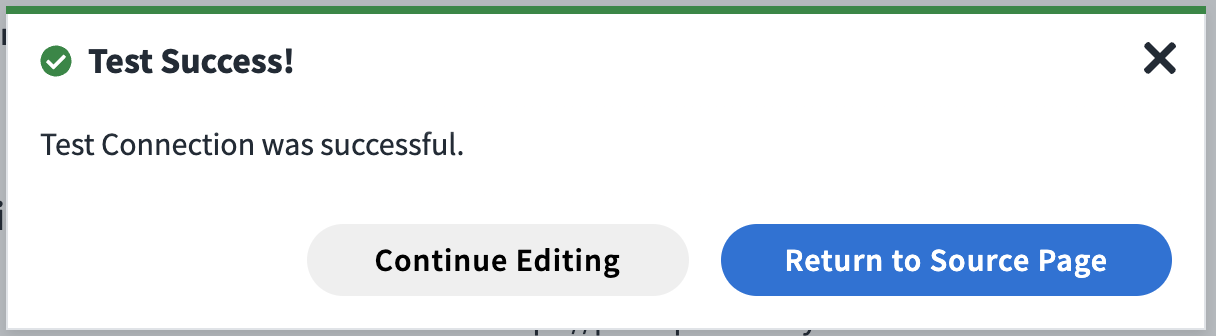 Test Success!
Test Connection was successful.
Continue Editing
Return to Source Page